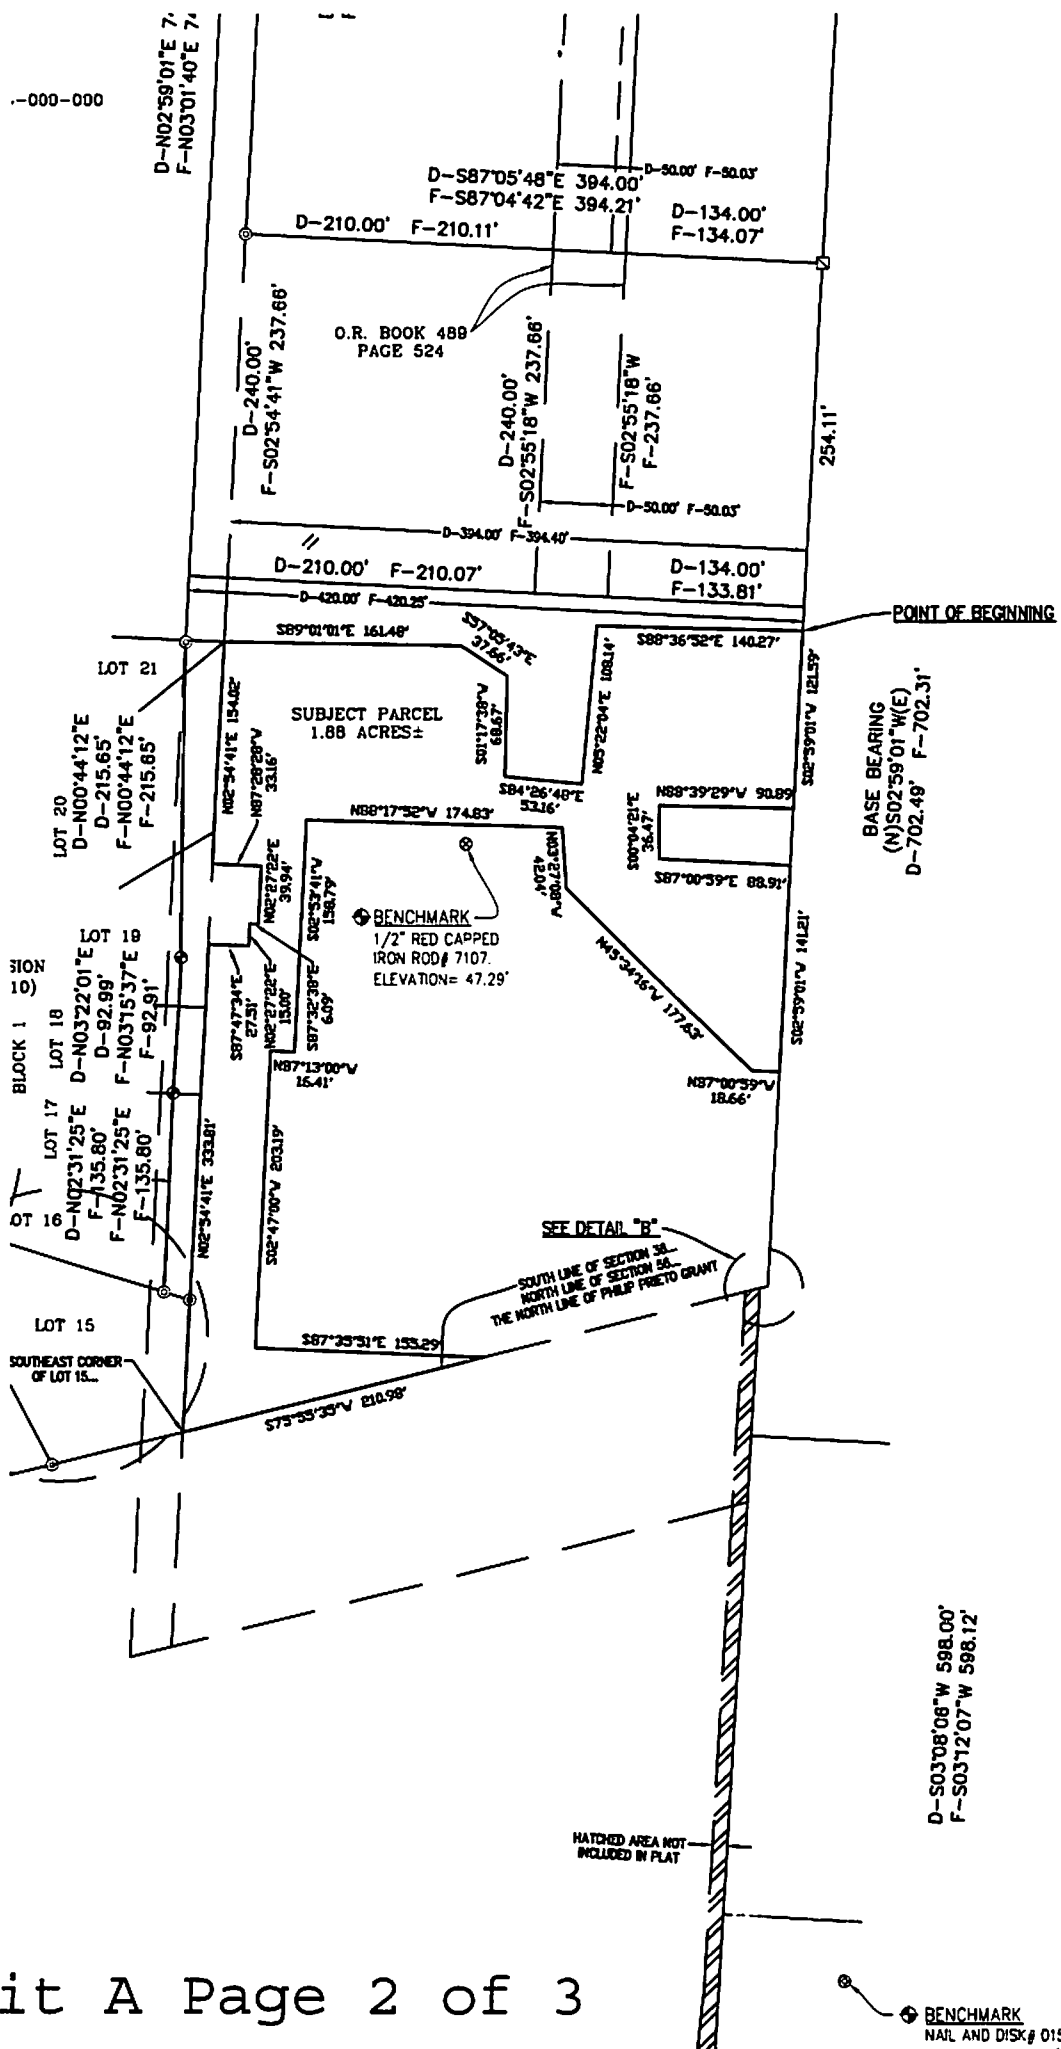 D-N02°59'01"E 7
F-N03°01'40"E 7
.-000-000
D-50.00' F-50.03'
D-S87°05'48"E 394.00'
F-S87°04'42"E 394.21'
D-134.00'
F-134.07'
D-210.00' F-210.11'
O.R. BOOK 489
PAGE 524
D-240.00'
F-S02°54'41"W 237.66'
D-240.00'
F-S02°55'18"W 237.66'
F-S02°55'18"W
F-237.66'
254.11'
D-50.00' F-50.03'
D-394.00' F-394.40'
D-210.00' F-210.07'
D-134.00'
F-133.81'
D-420.00' F-420.25'
POINT OF BEGINNING
S89°01'01"E 161.48'
S57°05'43"E
37.66'
S88°36'52"E 140.27'
LOT 21
SUBJECT PARCEL
1.88 ACRES±
N02°54'41"E 154.02'
N87°28'28"W
33.16'
S01°17'38"W
68.67'
N05°22'04"E 108.14'
S02°59'01"W 121.59'
BASE BEARING
(N)S02°59'01"W(E)
D-702.49' F-702.31'
S84°26'48"E
53.16'
N88°39'29"W 90.89'
LOT 20
D-N00°44'12"E
D-215.65'
F-N00°44'12"E
F-215.65'
N88°17'52"W 174.83'
S00°04'21"E
36.47'
N03°27'08"W
42.04'
S87°00'59"E 88.91'
N02°27'22"E
39.94'
S02°53'41"W
158.79'
BENCHMARK
1/2" RED CAPPED
IRON ROD# 7107.
ELEVATION= 47.29'
LOT 19
SION
10)
BLOCK 1
LOT 18
D-N03°22'01"E
D-92.99'
F-N03°15'37"E
F-92.91'
S87°47'34"E
27.51'
N02°27'22"E
15.00'
S87°32'38"E
6.09'
N45°34'16"W 177.63'
S02°59'01"W 141.21'
N87°13'00"W
16.41'
N87°00'59"W
18.66'
LOT 17
D-N02°31'25"E
F-135.80'
F-N02°31'25"E
F-135.80'
N02°54'41"E 333.81'
S02°47'00"W 203.19'
OT 16
SEE DETAIL "B"
SOUTH LINE OF SECTION 38...
NORTH LINE OF SECTION 56...
THE NORTH LINE OF PHILIP PRIETO GRANT
LOT 15
S87°35'51"E 155.29'
SOUTHEAST CORNER
OF LOT 15...
S75°55'35"W 210.98'
D-S03°08'06"W 598.00'
F-S03°12'07"W 598.12'
HATCHED AREA NOT
INCLUDED IN PLAT
it A Page 2 of 3
BENCHMARK
NAIL AND DISK# 015